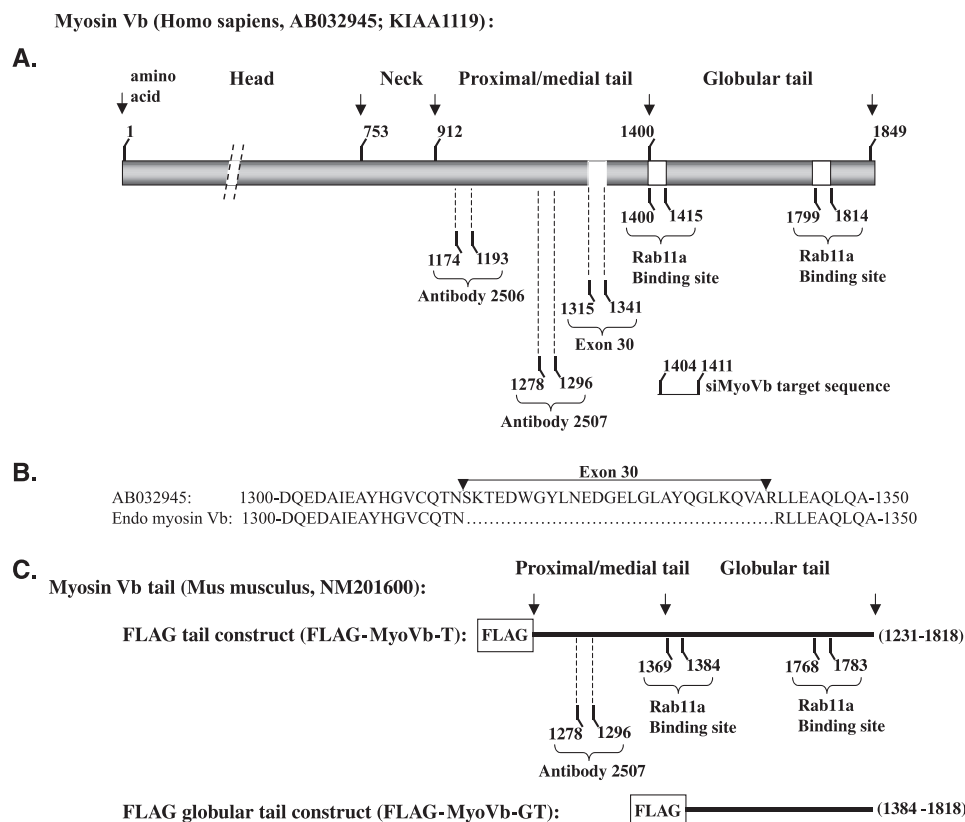 Myosin Vb (Homo sapiens, AB032945; KIAA1119):
A.
amino acid
Head
Neck
Proximal/medial tail
Globular tail
1
753
912
1400
1849
1174 1193
Antibody 2506
1278 1296
Antibody 2507
1315 1341
Exon 30
1400 1415
Rab11a
Binding site
1799 1814
Rab11a
Binding site
1404 1411
siMyoVb target sequence
B.
Exon 30
AB032945: 1300-DQEDAIEAYHGVCQTNSKTEDWGYLNEDGELGLAYQGLKQVARLLEAQLQA-1350
Endo myosin Vb: 1300-DQEDAIEAYHGVCQTN...........................RLLEAQLQA-1350
C.
Myosin Vb tail (Mus musculus, NM201600):
Proximal/medial tail
Globular tail
FLAG tail construct (FLAG-MyoVb-T): FLAG (1231-1818)
1369 1384
Rab11a
Binding site
1768 1783
Rab11a
Binding site
1278 1296
Antibody 2507
FLAG globular tail construct (FLAG-MyoVb-GT): FLAG (1384 -1818)